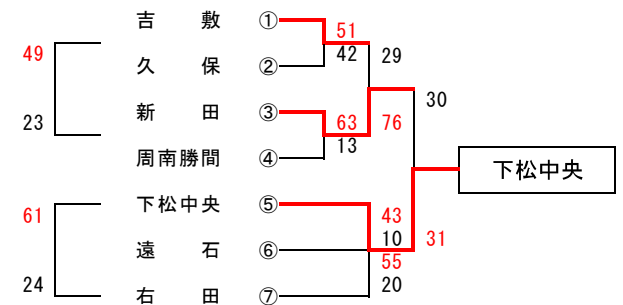 吉敷 ① 51
49 42 29
久保 ②
30
新田 ③
23 63 76
13
周南勝間 ④
下松中央
下松中央 ⑤
61 43
10 31
遠石 ⑥
55
24 20
右田 ⑦